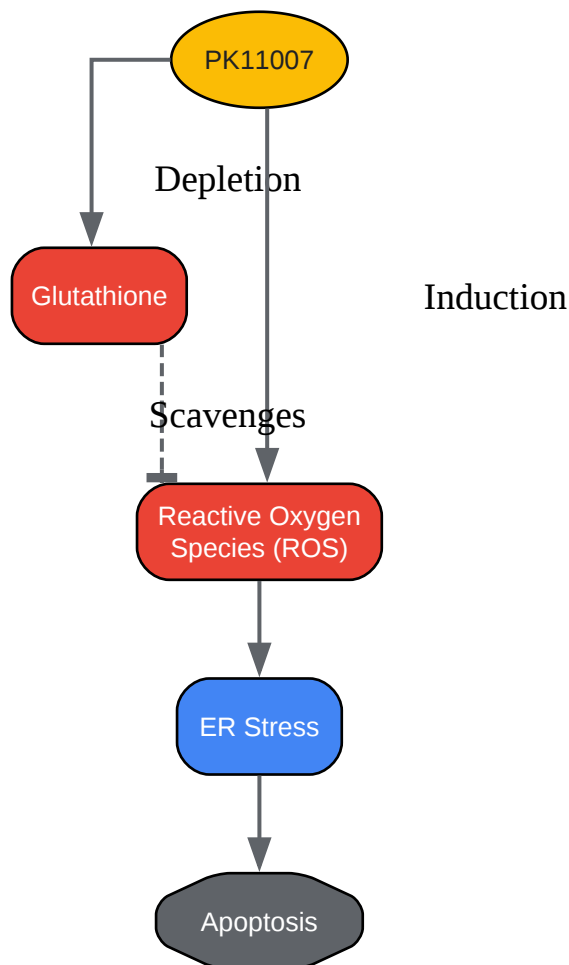 PK11007
Depletion
Glutathione
Induction
Scavenges
Reactive Oxygen
Species (ROS)
ER Stress
Apoptosis